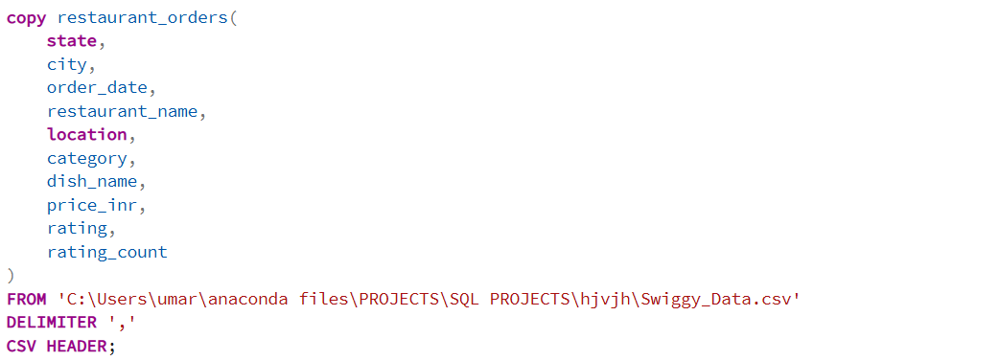 copy restaurant_orders(
    state,
    city,
    order_date,
    restaurant_name,
    location,
    category,
    dish_name,
    price_inr,
    rating,
    rating_count
)
FROM 'C:\Users\umar\anaconda files\PROJECTS\SQL PROJECTS\hjvjh\Swiggy_Data.csv'
DELIMITER ','
CSV HEADER;